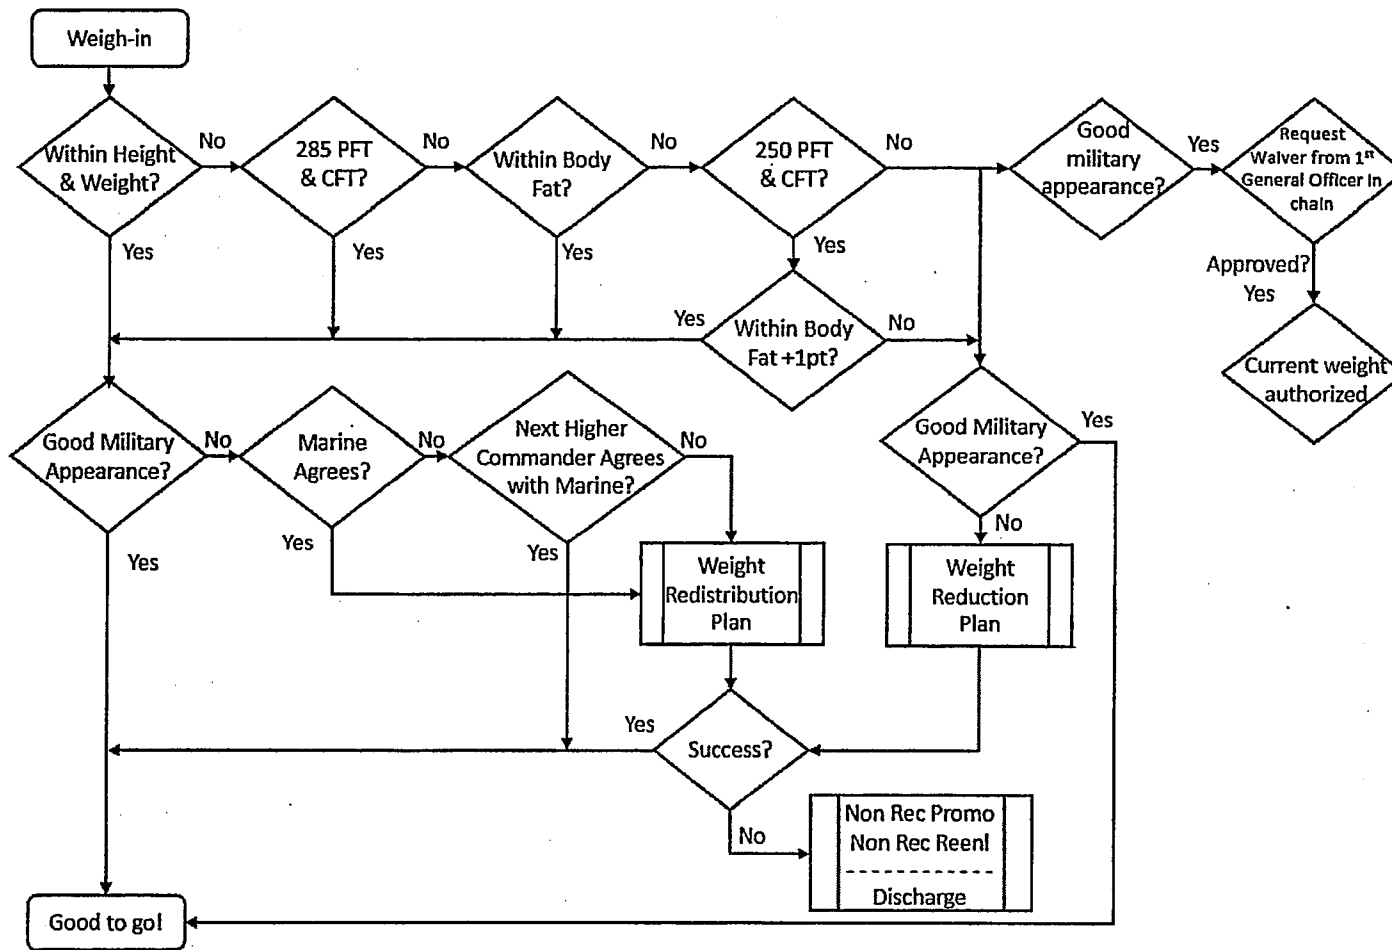 Weigh-in
Within Height
& Weight?
No
285 PFT
& CFT?
No
Within Body
Fat?
No
250 PFT
& CFT?
No
Good
military
appearance?
Yes
Request
Waiver from 1st
General Officer in
chain
Yes
Yes
Yes
Yes
Approved?
Yes
Yes
Within Body
Fat +1pt?
No
Current weight
authorized
Good Military
Appearance?
No
Marine
Agrees?
No
Next Higher
Commander Agrees
with Marine?
No
Good Military
Appearance?
Yes
Yes
Yes
Yes
No
Weight
Redistribution
Plan
Weight
Reduction
Plan
Yes
Yes
Success?
No
Non Rec Promo
Non Rec Reenl
Discharge
Good to go!